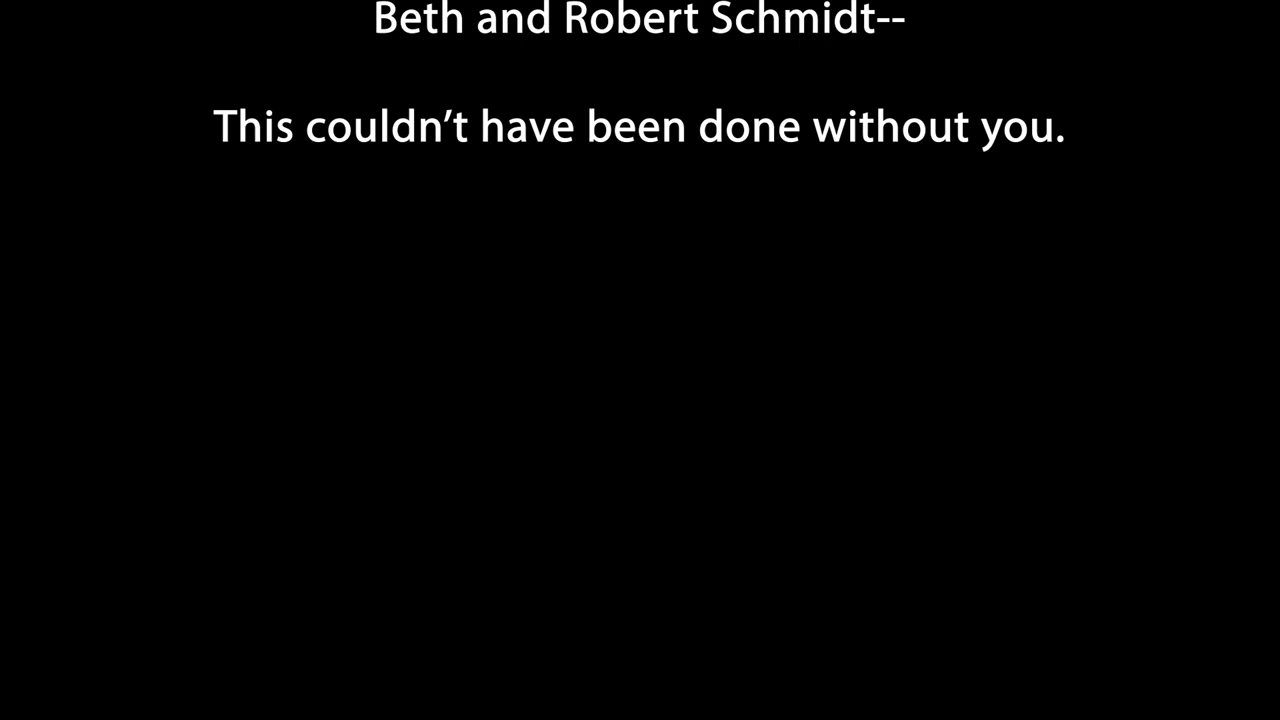 Beth and Robert Schmidt--
This couldn’t have been done without you.